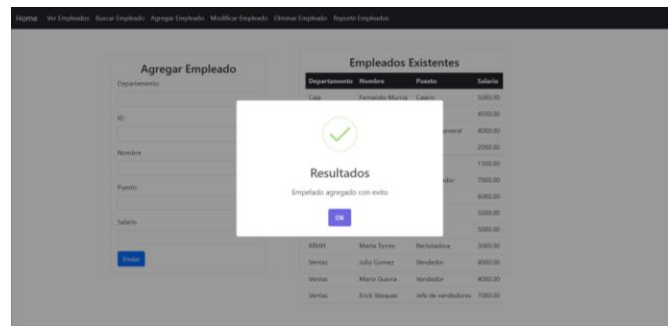 Home Ver Empleados Buscar Empleado Agregar Empleado Modificar Empleado Eliminar Empleado Reporte Empleados
Agregar Empleado
Departamento
ID
Nombre
Puesto
Salario
Enviar
Empleados Existentes
Departamento Nombre Puesto Salario
Caja Fernando Murcia Cajero 5000.00
4500.00
general 4000.00
2000.00
1500.00
7000.00
6000.00
5000.00
5000.00
RRHH Marta Torres Reclutadora 3000.00
Ventas Julio Gomez Vendedor 4000.00
Ventas Mario Guerra Vendedor 4000.00
Ventas Erick Vasquez Jefe de vendedores 7000.00
Resultados
Empelado agregado con exito
OK